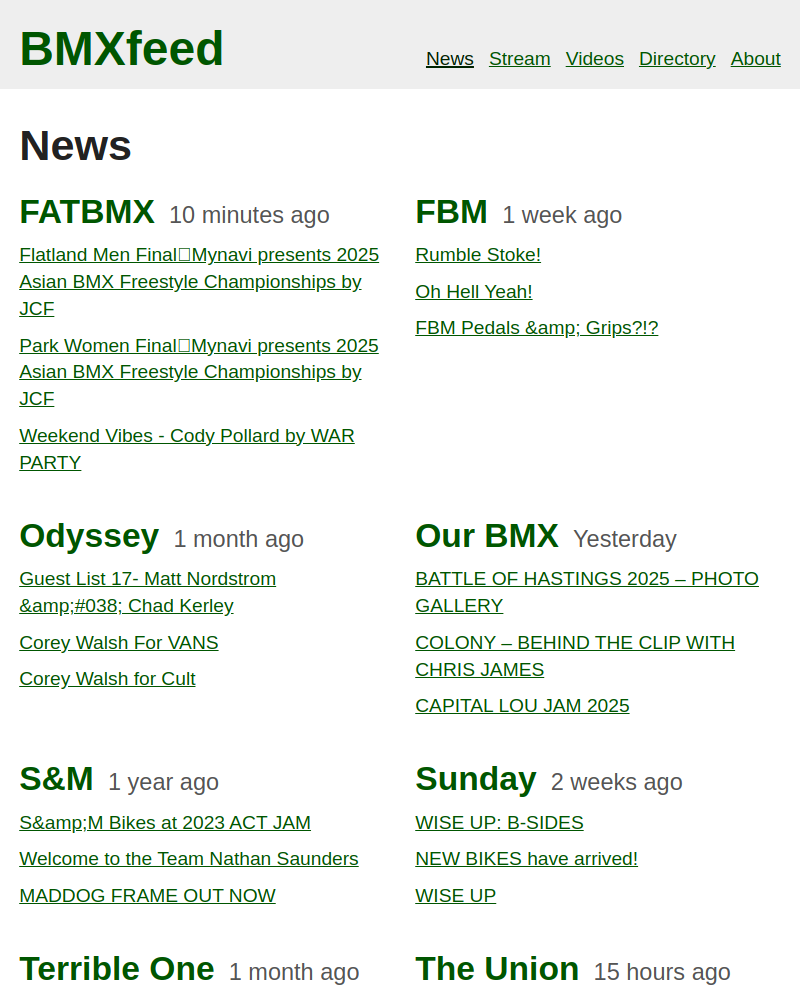 BMXfeed
News Stream Videos Directory About
News
FATBMX 10 minutes ago
Flatland Men Final□Mynavi presents 2025
Asian BMX Freestyle Championships by
JCF
Park Women Final□Mynavi presents 2025
Asian BMX Freestyle Championships by
JCF
Weekend Vibes - Cody Pollard by WAR
PARTY
FBM 1 week ago
Rumble Stoke!
Oh Hell Yeah!
FBM Pedals &amp; Grips?!?
Odyssey 1 month ago
Guest List 17- Matt Nordstrom
&amp;#038; Chad Kerley
Corey Walsh For VANS
Corey Walsh for Cult
Our BMX Yesterday
BATTLE OF HASTINGS 2025 – PHOTO
GALLERY
COLONY – BEHIND THE CLIP WITH
CHRIS JAMES
CAPITAL LOU JAM 2025
S&M 1 year ago
S&amp;M Bikes at 2023 ACT JAM
Welcome to the Team Nathan Saunders
MADDOG FRAME OUT NOW
Sunday 2 weeks ago
WISE UP: B-SIDES
NEW BIKES have arrived!
WISE UP
Terrible One 1 month ago
The Union 15 hours ago